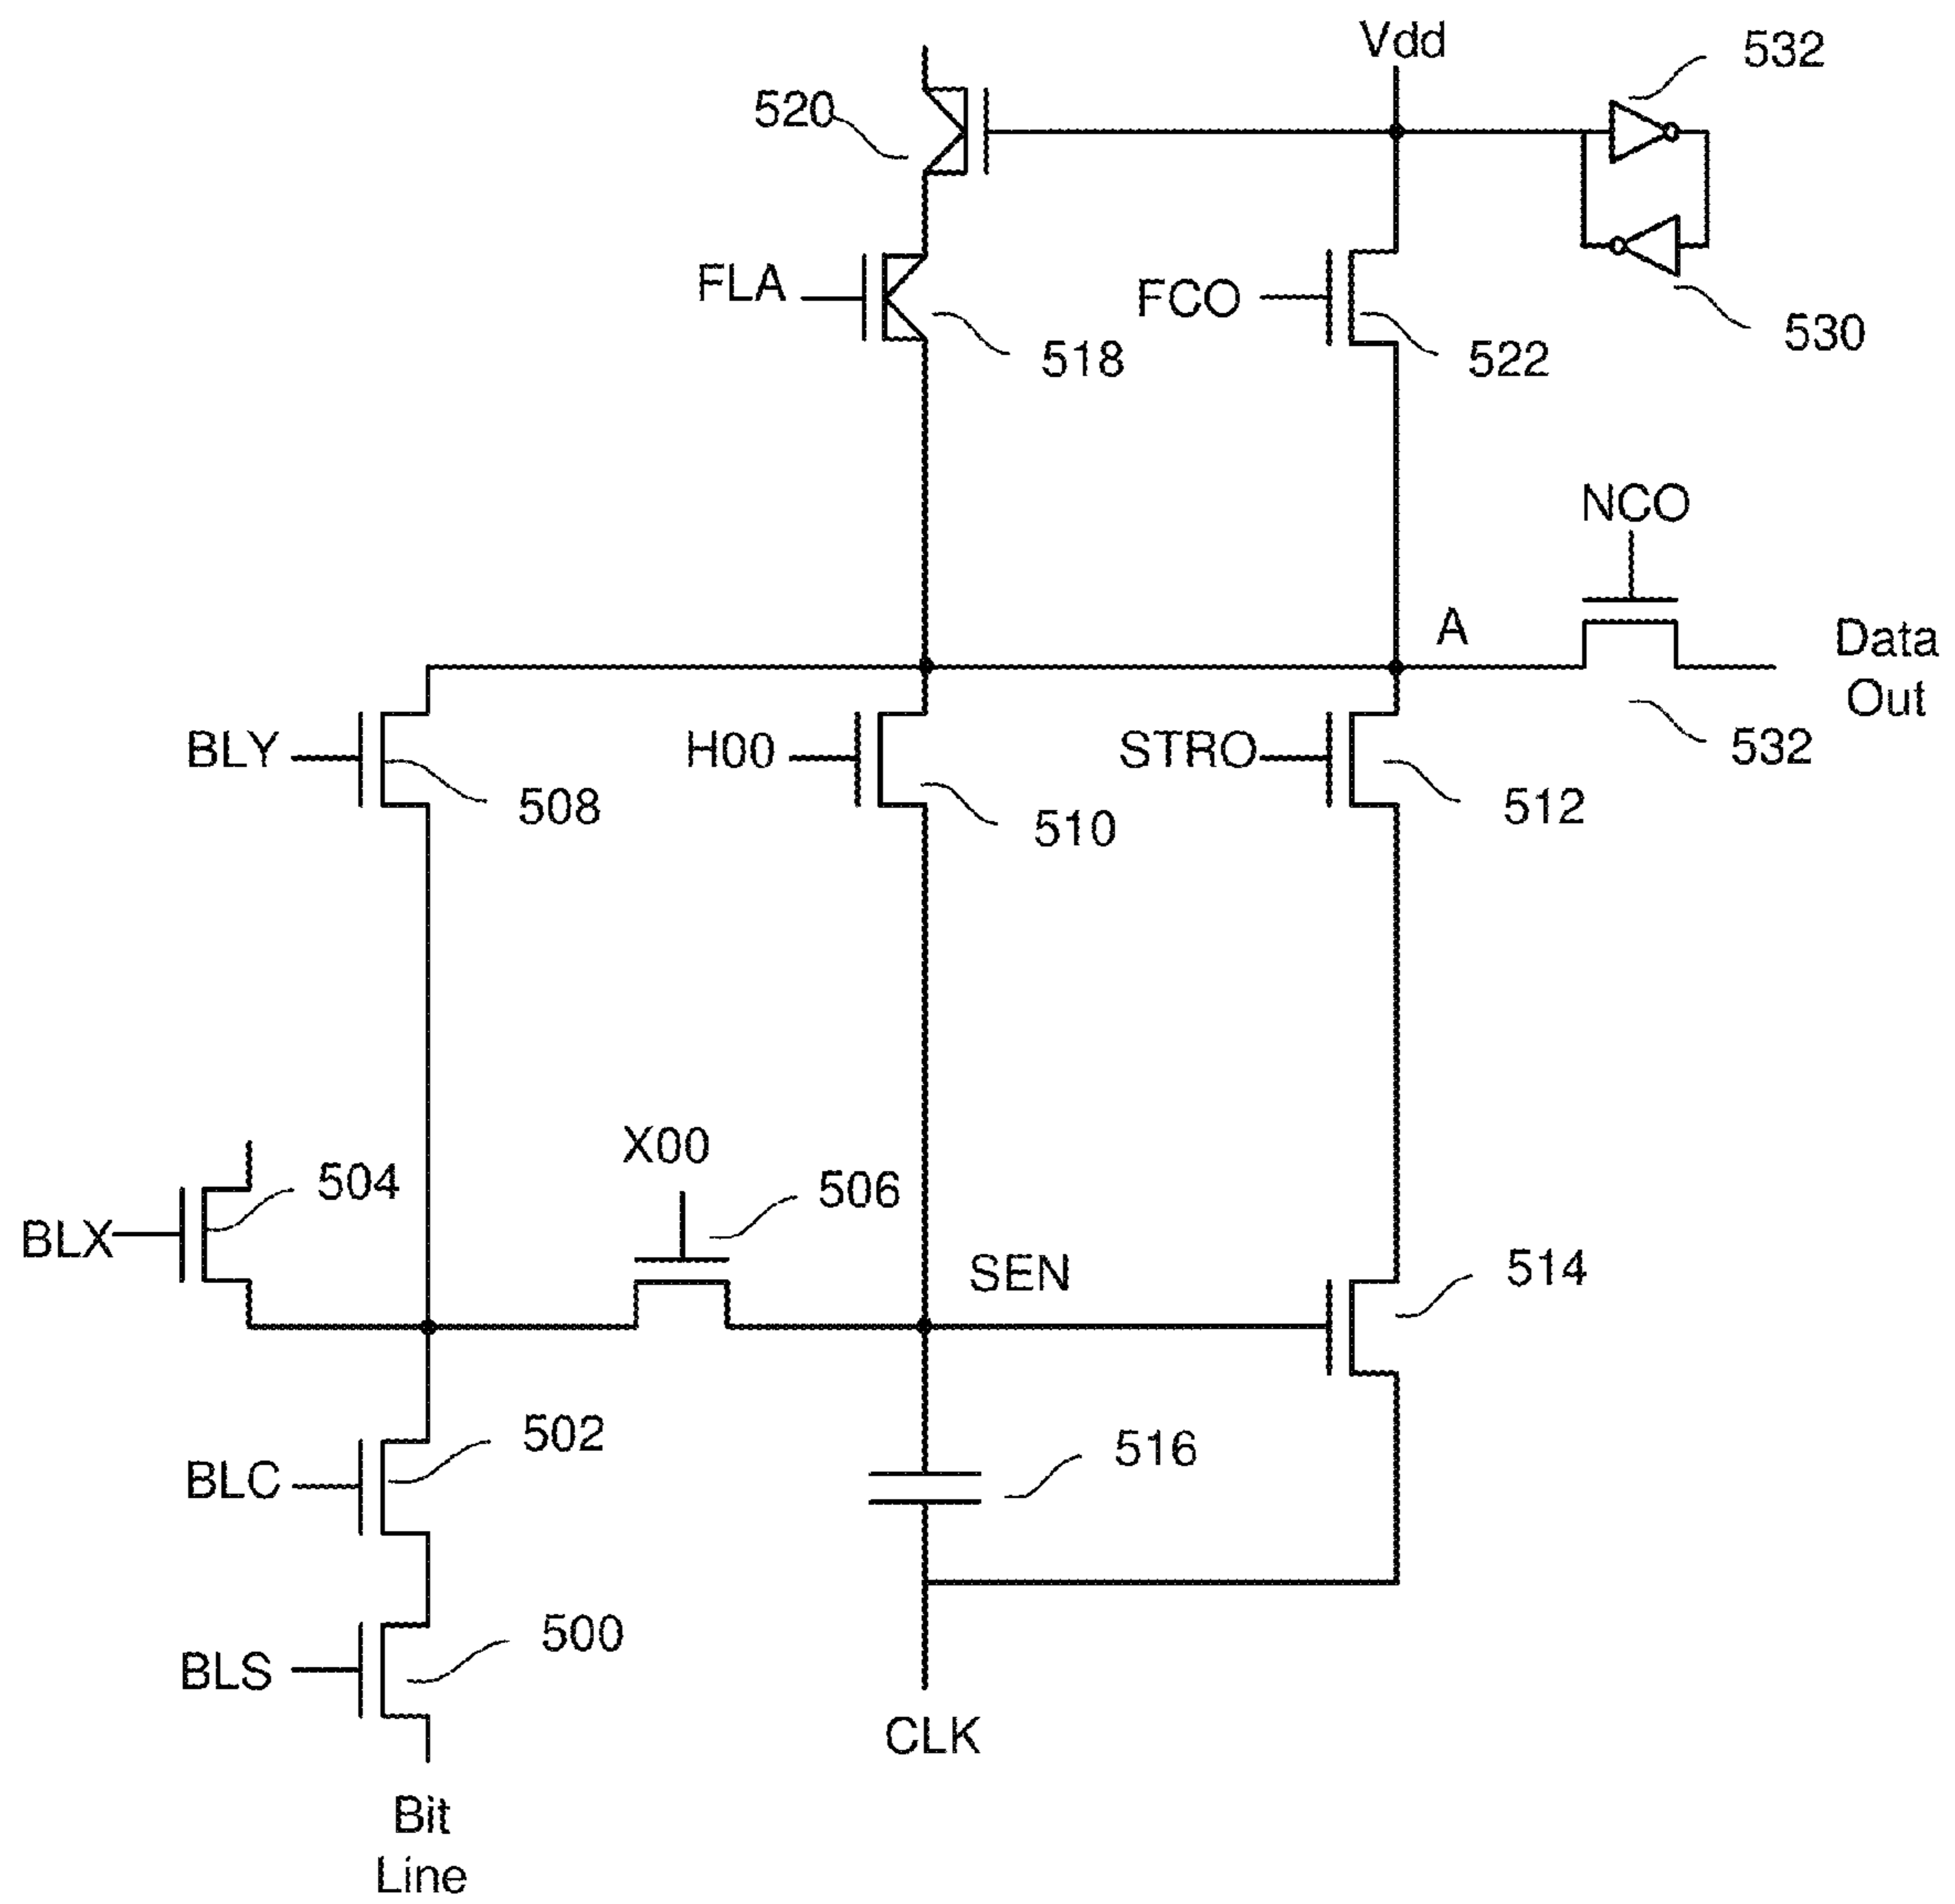 Vdd
532
520
FLA
FCO
530
518
522
NCO
A
Data
Out
BLY
H00
STRO
532
508
510
512
X00
504
506
BLX
SEN
514
502
516
BLC
500
BLS
CLK
Bit
Line